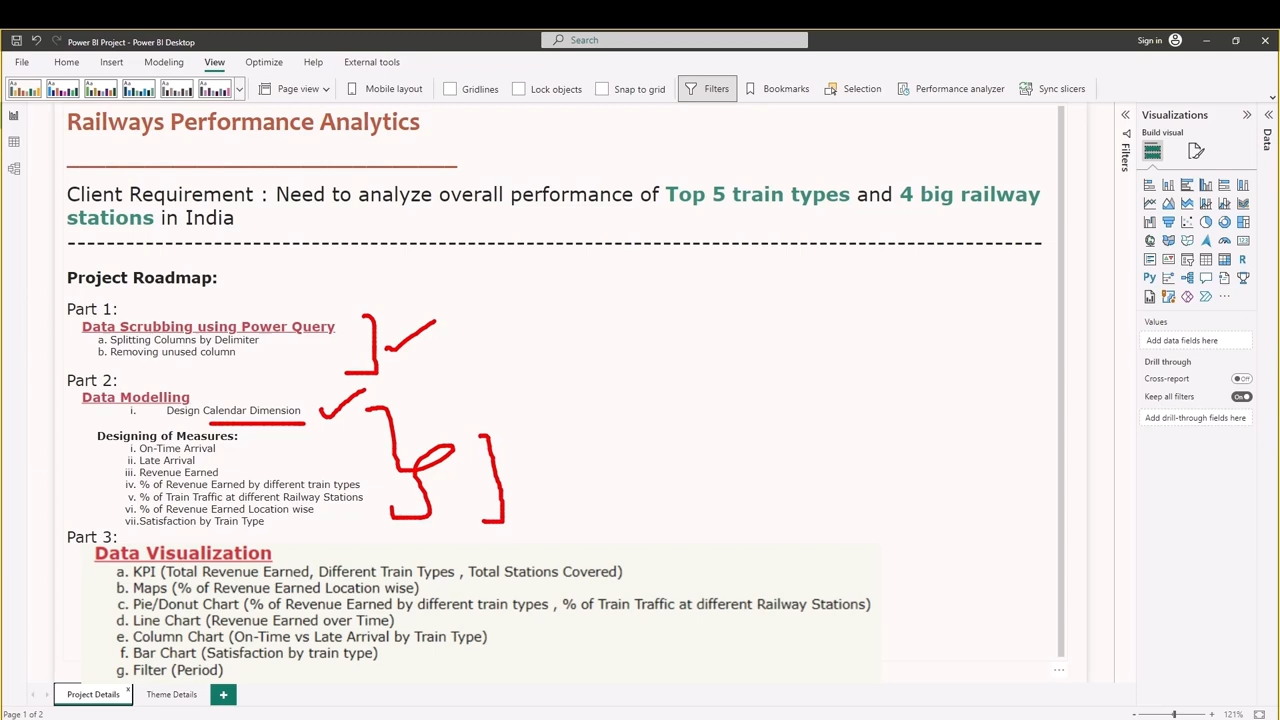 Power BI Project - Power BI Desktop
Search
Sign in
File Home Insert Modeling View Optimize Help External tools
Aa Aa Aa Aa Aa Aa
Page view Mobile layout Gridlines Lock objects Snap to grid Filters Bookmarks Selection Performance analyzer Sync slicers
Railways Performance Analytics
Client Requirement : Need to analyze overall performance of Top 5 train types and 4 big railway
stations in India
Project Roadmap:
Part 1:
Data Scrubbing using Power Query
a. Splitting Columns by Delimiter
b. Removing unused column
Part 2:
Data Modelling
i. Design Calendar Dimension
Designing of Measures:
i. On-Time Arrival
ii. Late Arrival
iii. Revenue Earned
iv. % of Revenue Earned by different train types
v. % of Train Traffic at different Railway Stations
vi. % of Revenue Earned Location wise
vii.Satisfaction by Train Type
Part 3:
Data Visualization
a. KPI (Total Revenue Earned, Different Train Types , Total Stations Covered)
b. Maps (% of Revenue Earned Location wise)
c. Pie/Donut Chart (% of Revenue Earned by different train types , % of Train Traffic at different Railway Stations)
d. Line Chart (Revenue Earned over Time)
e. Column Chart (On-Time vs Late Arrival by Train Type)
f. Bar Chart (Satisfaction by train type)
g. Filter (Period)
Filters
Visualizations
Data
Build visual
R
Py
Values
Add data fields here
Drill through
Cross-report
Off
Keep all filters
On
Add drill-through fields here
Project Details
Theme Details
Page 1 of 2
121%